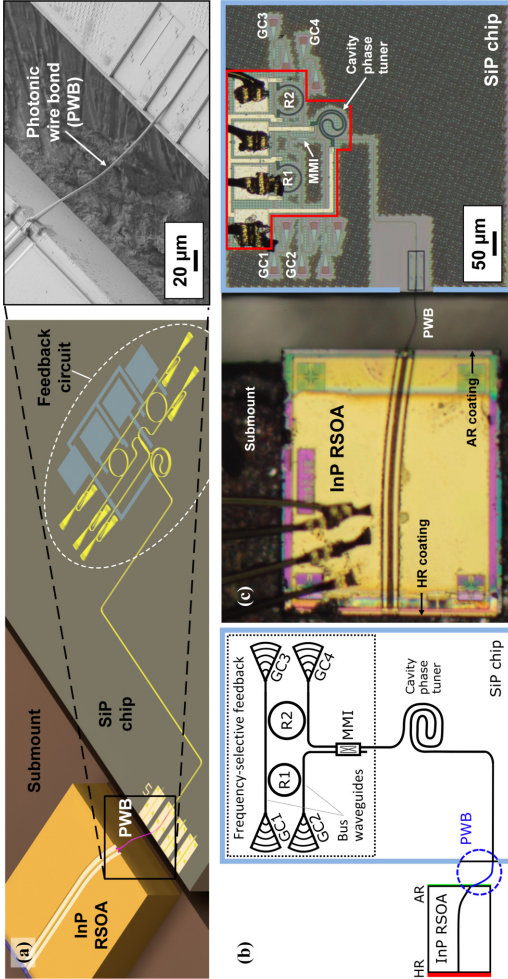 (a)
InP
RSOA
Submount
PWB
SiP
chip
Feedback
circuit
Photonic
wire bond
(PWB)
20 µm
(b)
HR
AR
InP RSOA
PWB
Frequency-selective feedback
GC1
GC2
GC3
GC4
R1
R2
Bus
waveguides
MMI
Cavity
phase
tuner
SiP chip
(c)
Submount
InP RSOA
HR coating
AR coating
PWB
GC1
GC2
GC3
GC4
R1
R2
MMI
Cavity
phase
tuner
50 µm
SiP chip